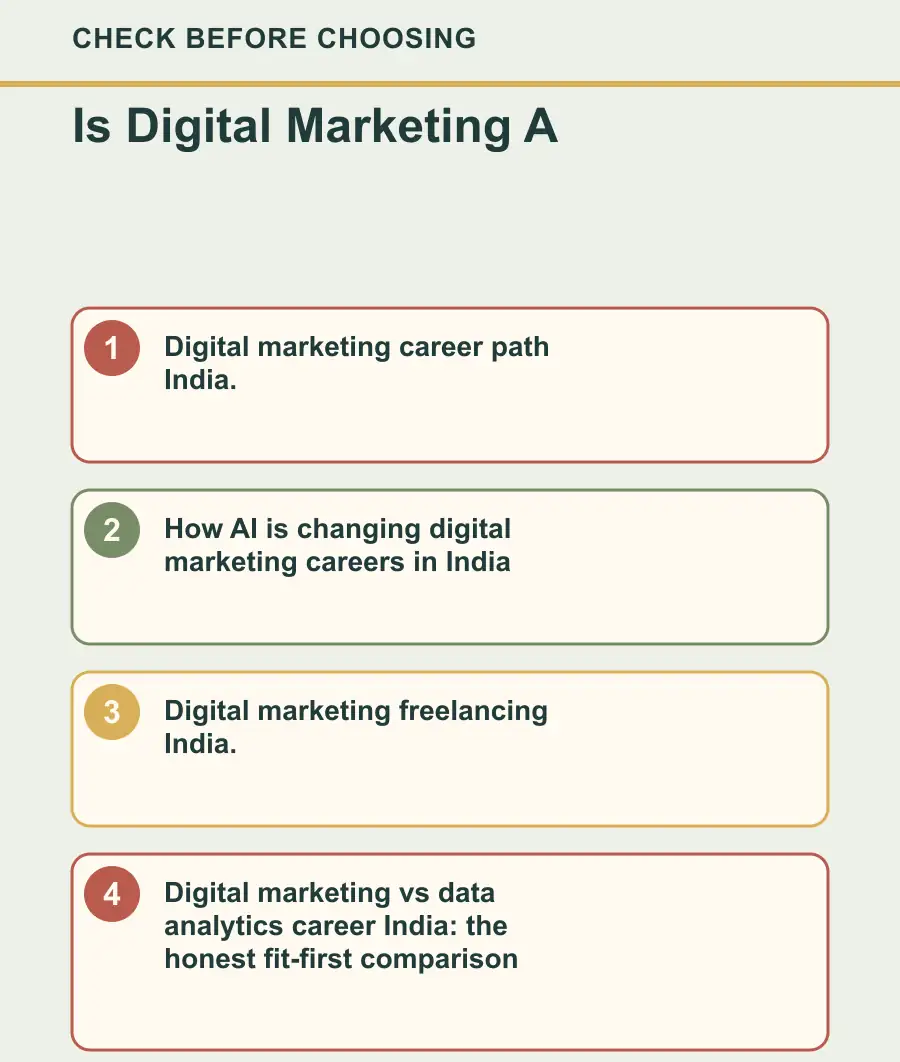 CHECK BEFORE CHOOSING
Is Digital Marketing A
1
Digital marketing career path
India.
2
How AI is changing digital
marketing careers in India
3
Digital marketing freelancing
India.
4
Digital marketing vs data
analytics career India: the
honest fit-first comparison